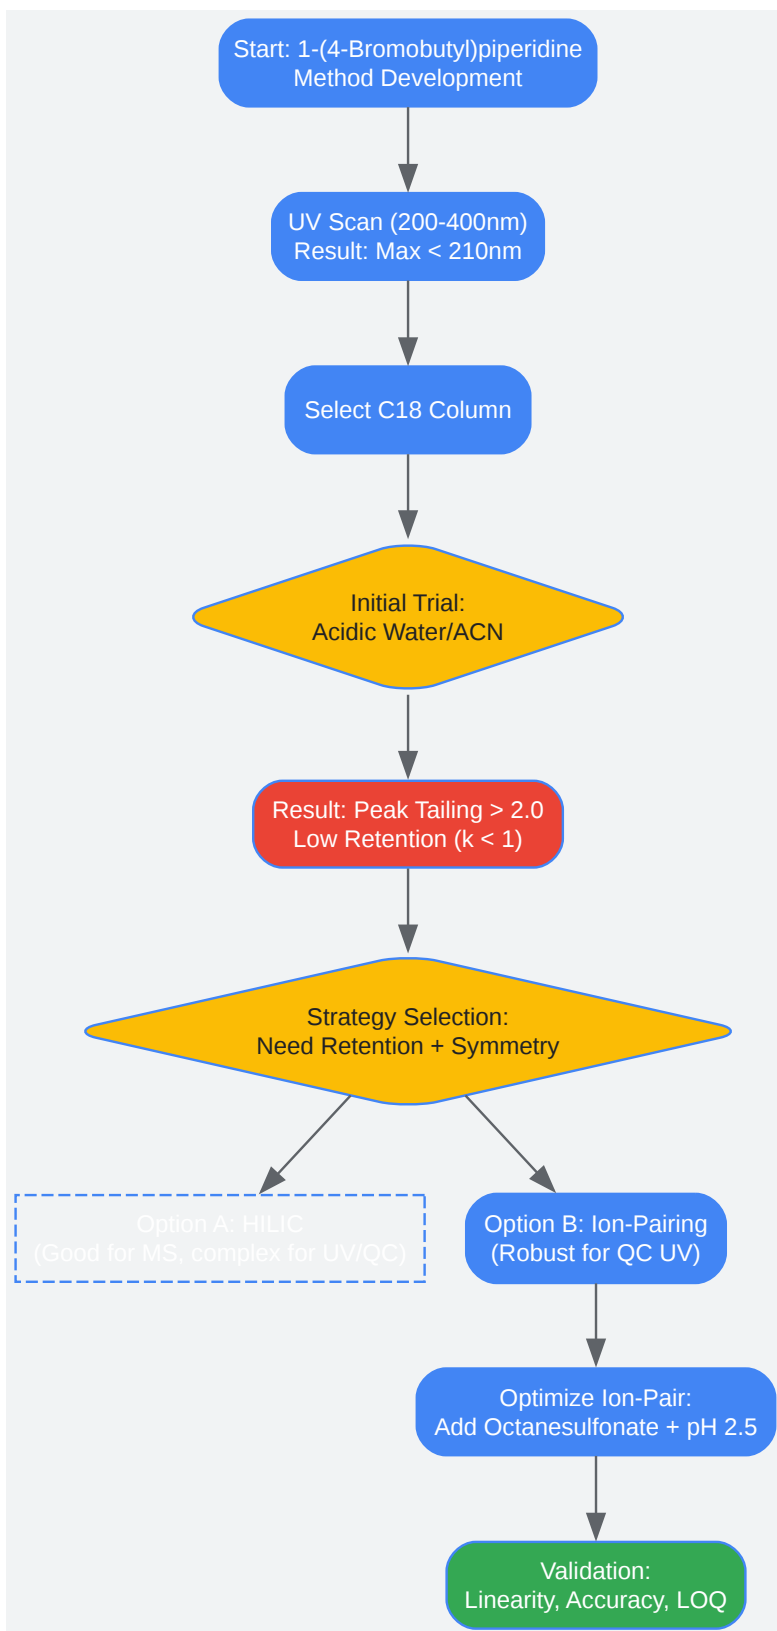 Start: 1-(4-Bromobutyl)piperidine
Method Development
UV Scan (200-400nm)
Result: Max < 210nm
Select C18 Column
Initial Trial:
Acidic Water/ACN
Result: Peak Tailing > 2.0
Low Retention (k < 1)
Strategy Selection:
Need Retention + Symmetry
Option A: HILIC
(Good for MS, complex for UV/QC)
Option B: Ion-Pairing
(Robust for QC UV)
Optimize Ion-Pair:
Add Octanesulfonate + pH 2.5
Validation:
Linearity, Accuracy, LOQ